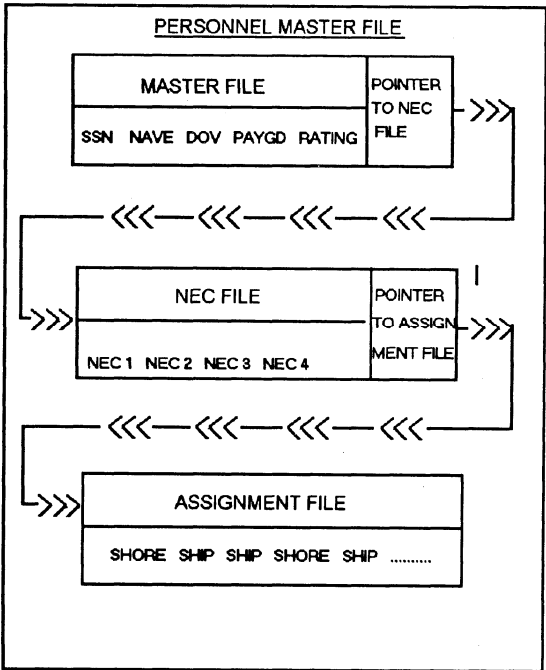 PERSONNEL MASTER FILE
MASTER FILE
POINTER
TO NEC
FILE
SSN NAVE DOV PAYGD RATING
NEC FILE
POINTER
TO ASSIGN
MENT FILE
NEC 1 NEC 2 NEC 3 NEC 4
ASSIGNMENT FILE
SHORE SHIP SHIP SHORE SHIP ..........